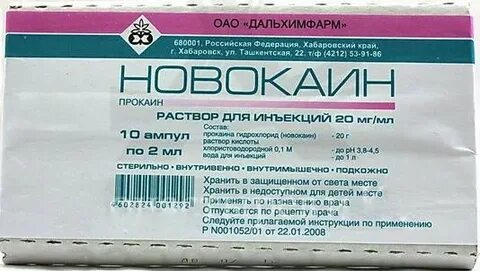 ОАО «ДАЛЬХИМФАРМ»
680001, Российская Федерация, Хабаровский край,
г. Хабаровск, ул. Ташкентская, 22, т/ф (4212) 53-91-86
НОВОКАИН
ПРОКАИН
РАСТВОР ДЛЯ ИНЪЕКЦИЙ 20 мг/мл
10 ампул
по 2 мл
Состав:
прокаина гидрохлорид (новокаин) - 20 г
раствор кислоты
хлористоводородной 0,1 М - до pH 3,8-4,5
вода для инъекций - до 1 л
СТЕРИЛЬНО - ВНУТРИВЕННО - ВНУТРИМЫШЕЧНО - ПОДКОЖНО
Хранить в защищенном от света месте
Хранить в недоступном для детей месте
Применять по назначению врача
Отпускается по рецепту врача
Следуйте прилагаемой инструкции по применению
Р N001052/01 от 22.01.2008
4602824 001292